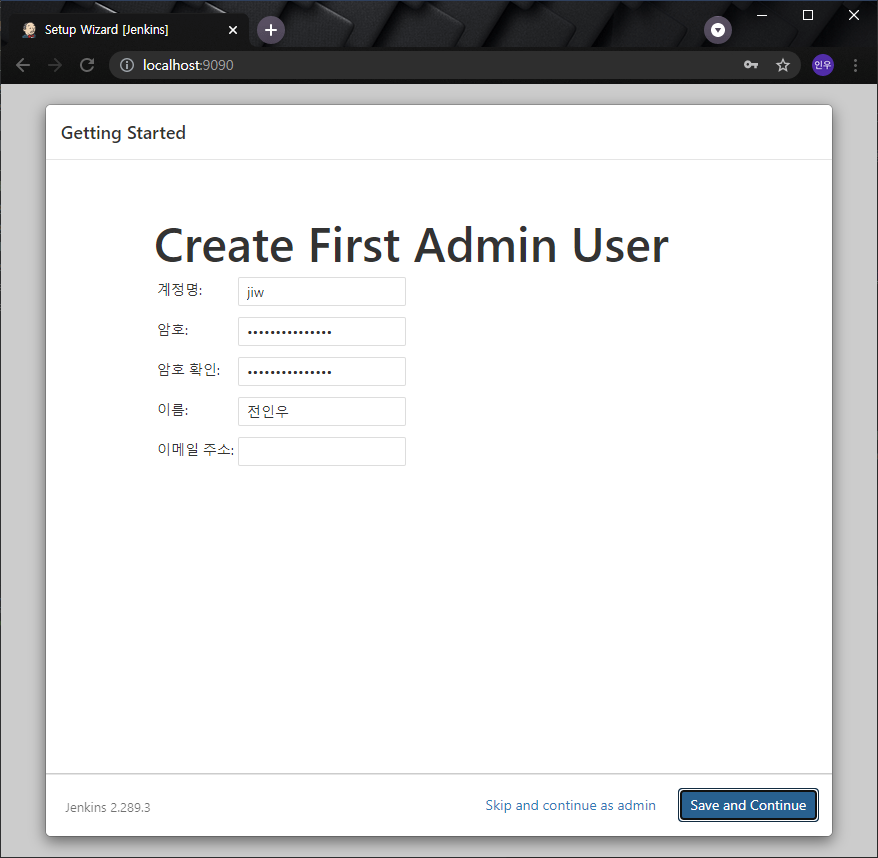 Setup Wizard [Jenkins]
localhost:9090
인우
Getting Started
Create First Admin User
계정명: jiw
암호: •••••••••••••••
암호 확인: •••••••••••••••
이름: 전인우
이메일 주소:
Jenkins 2.289.3 Skip and continue as admin Save and Continue